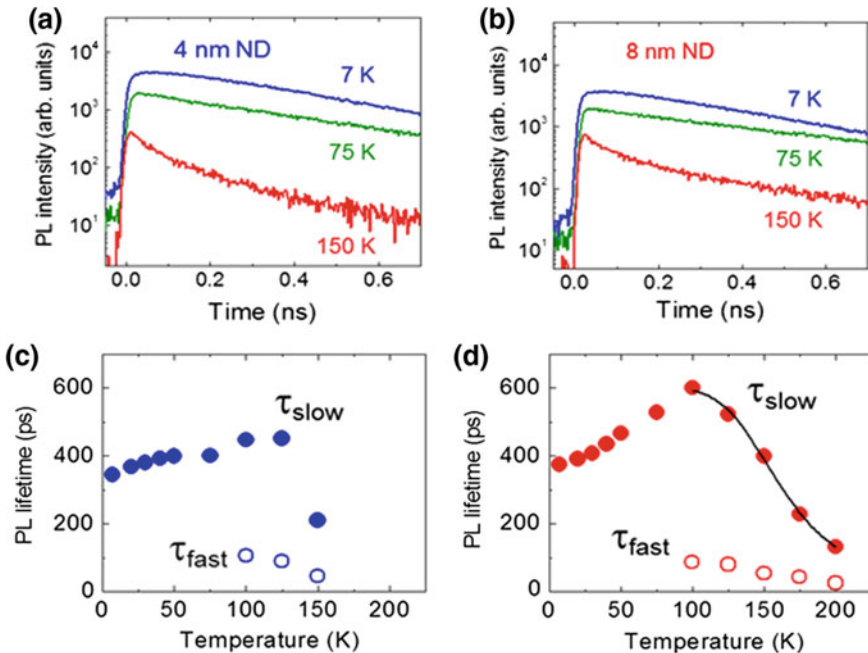 (a)
4 nm ND
7 K
75 K
150 K
PL intensity (arb. units)
10⁴
10³
10²
10¹
0.0 0.2 0.4 0.6
Time (ns)
(b)
8 nm ND
7 K
75 K
150 K
PL intensity (arb. units)
10⁴
10³
10²
10¹
0.0 0.2 0.4 0.6
Time (ns)
(c)
τslow
τfast
PL lifetime (ps)
600
400
200
0
0 50 100 150 200
Temperature (K)
(d)
τslow
τfast
PL lifetime (ps)
600
400
200
0
0 50 100 150 200
Temperature (K)